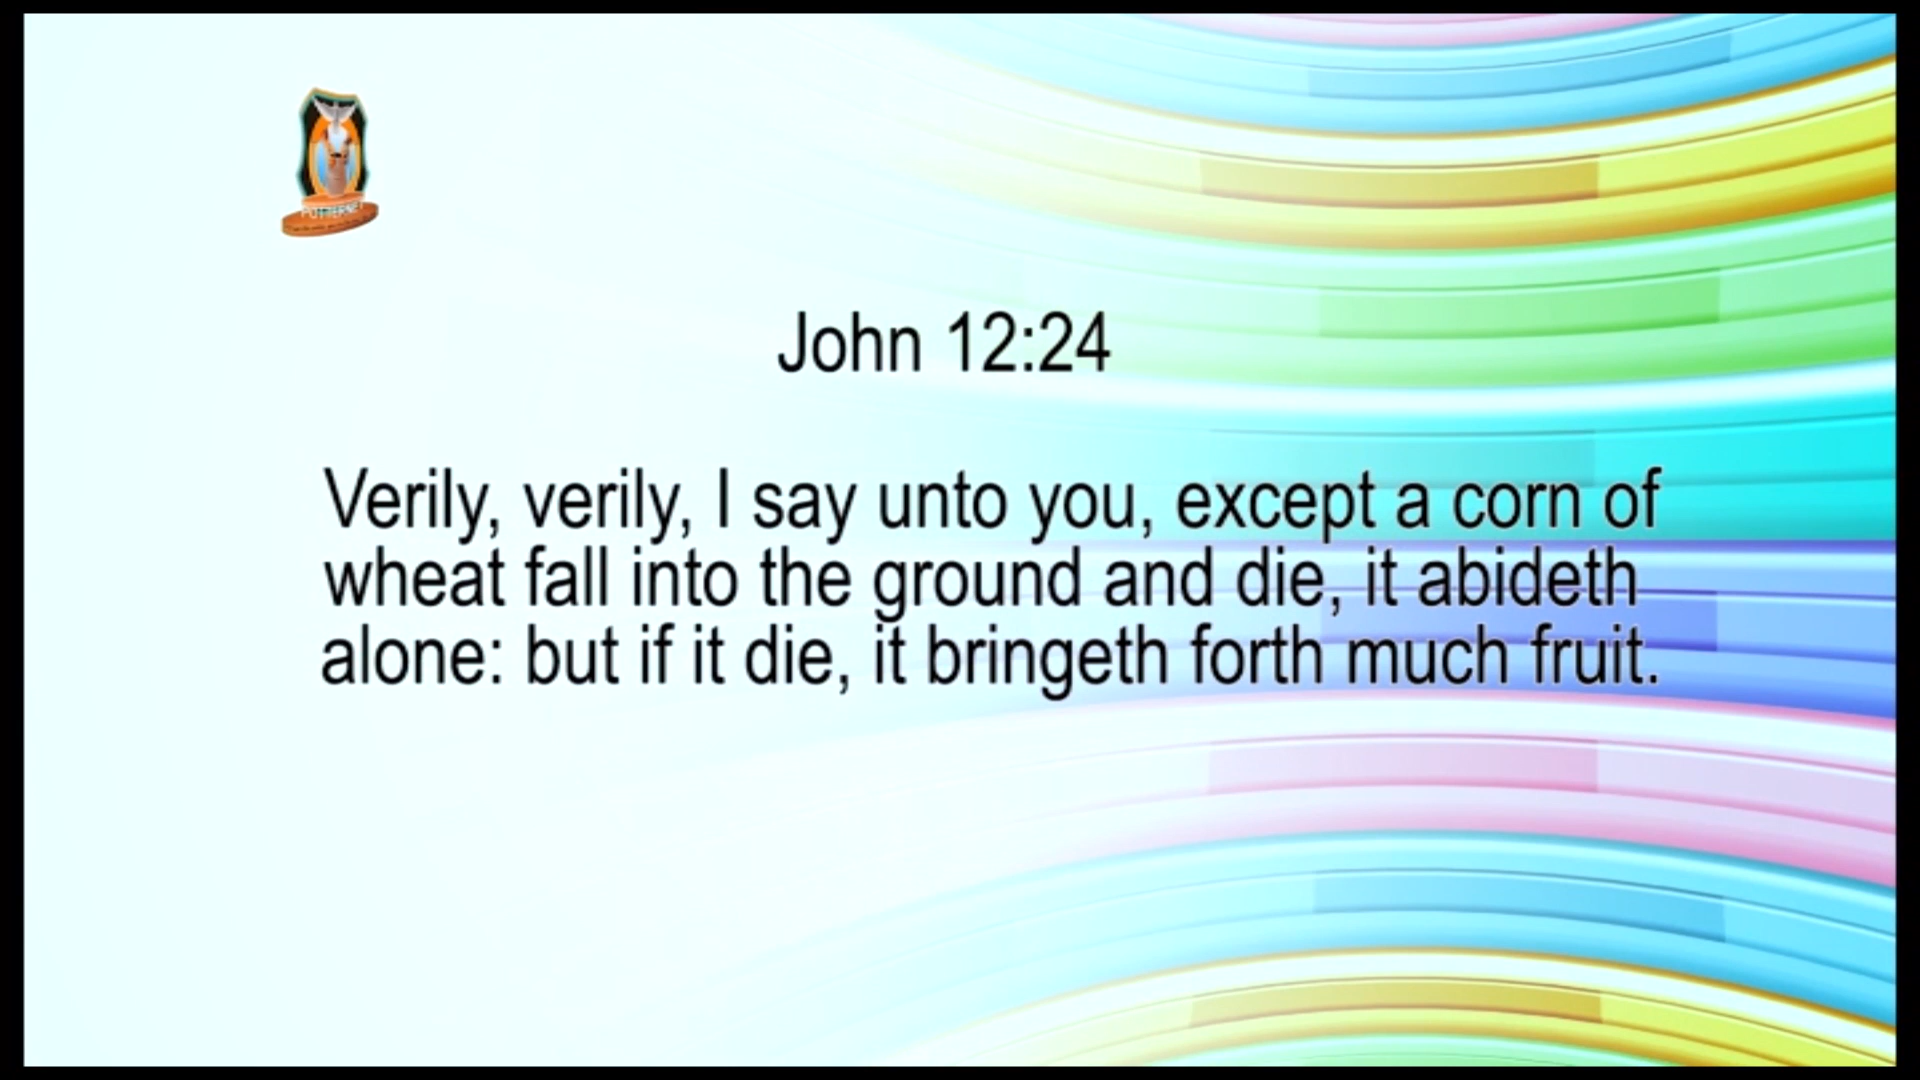 John 12:24
Verily, verily, I say unto you, except a corn of
wheat fall into the ground and die, it abideth
alone: but if it die, it bringeth forth much fruit.